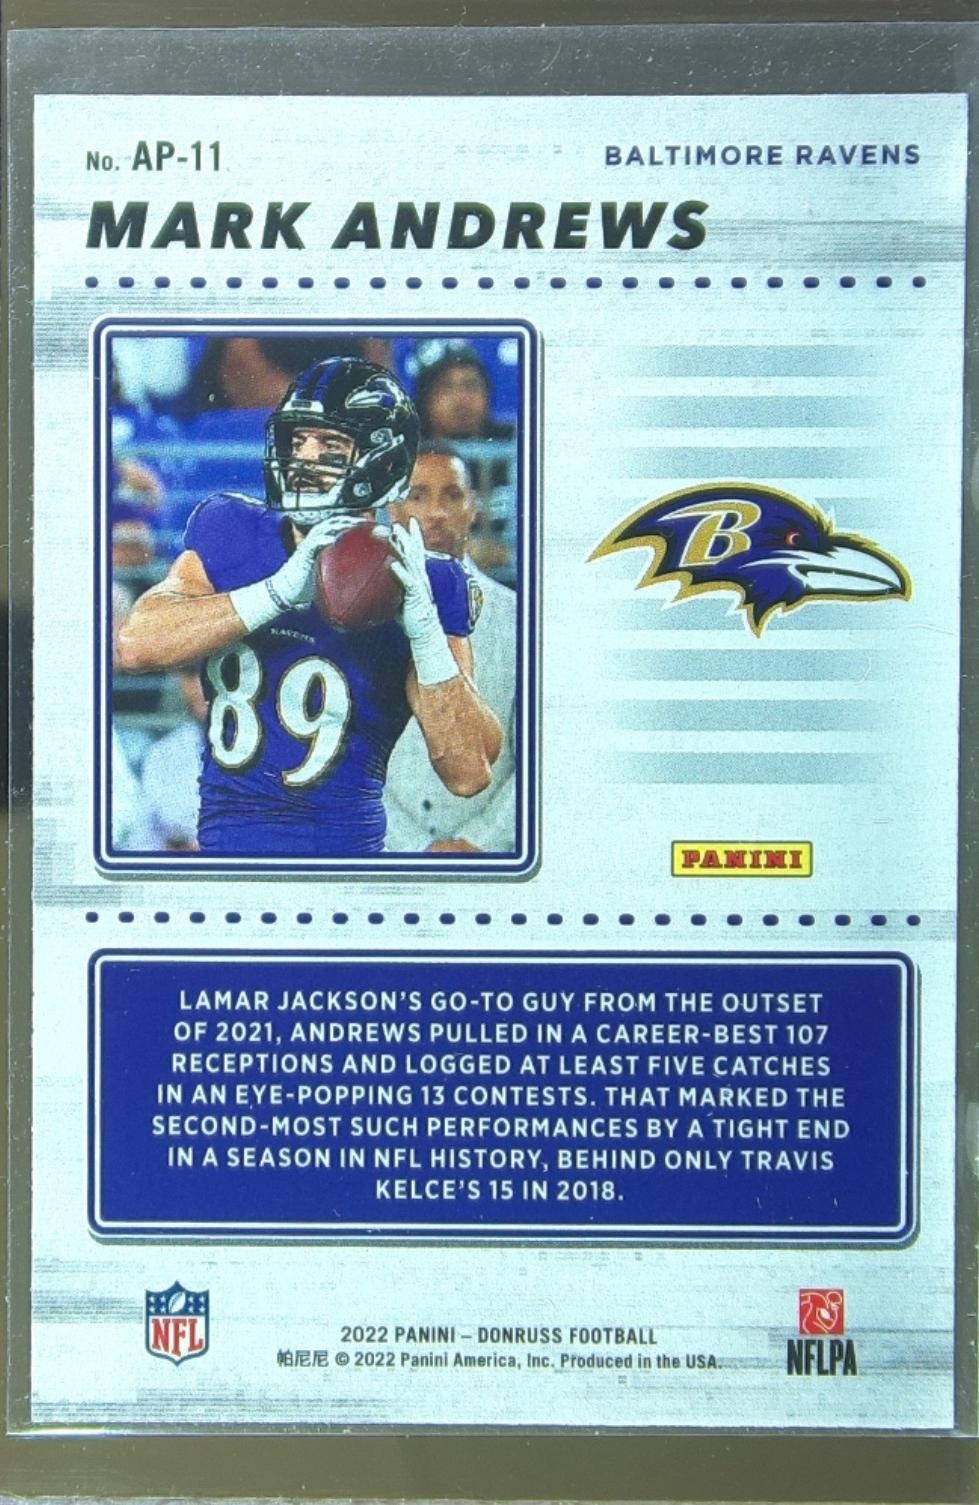 No. AP-11
BALTIMORE RAVENS
MARK ANDREWS
RAVENS
89
B
PANINI
LAMAR JACKSON'S GO-TO GUY FROM THE OUTSET
OF 2021, ANDREWS PULLED IN A CAREER-BEST 107
RECEPTIONS AND LOGGED AT LEAST FIVE CATCHES
IN AN EYE-POPPING 13 CONTESTS. THAT MARKED THE
SECOND-MOST SUCH PERFORMANCES BY A TIGHT END
IN A SEASON IN NFL HISTORY, BEHIND ONLY TRAVIS
KELCE'S 15 IN 2018.
NFL
2022 PANINI – DONRUSS FOOTBALL
帕尼尼 © 2022 Panini America, Inc. Produced in the USA.
NFLPA